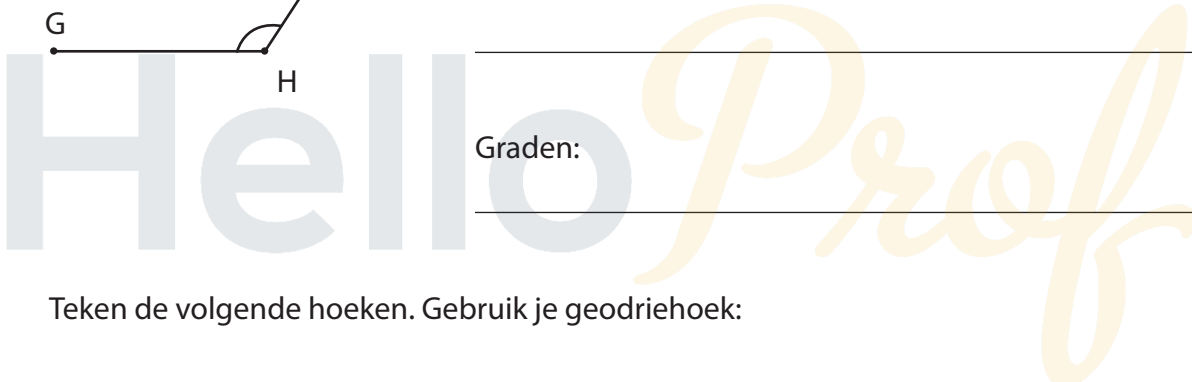 G
H
Graden:
HelloProf
Teken de volgende hoeken. Gebruik je geodriehoek: